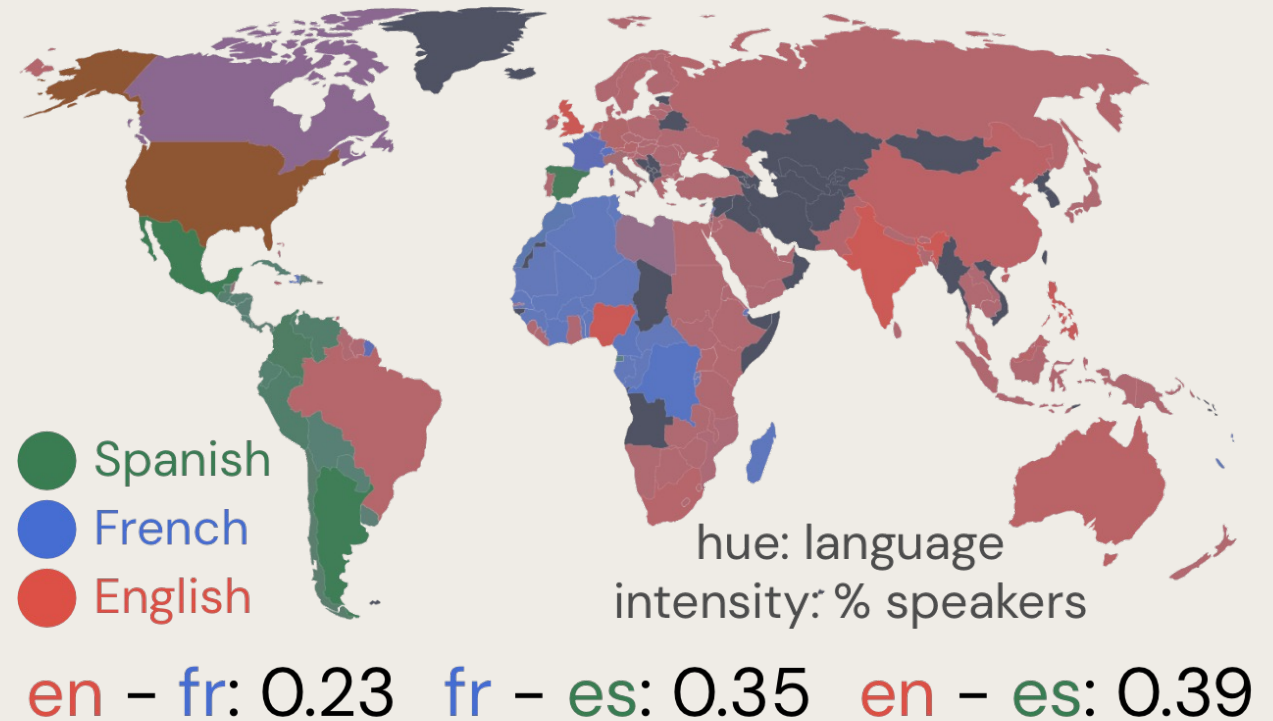 Spanish
French
English
hue: language
intensity: % speakers
en - fr: 0.23 fr - es: 0.35 en - es: 0.39